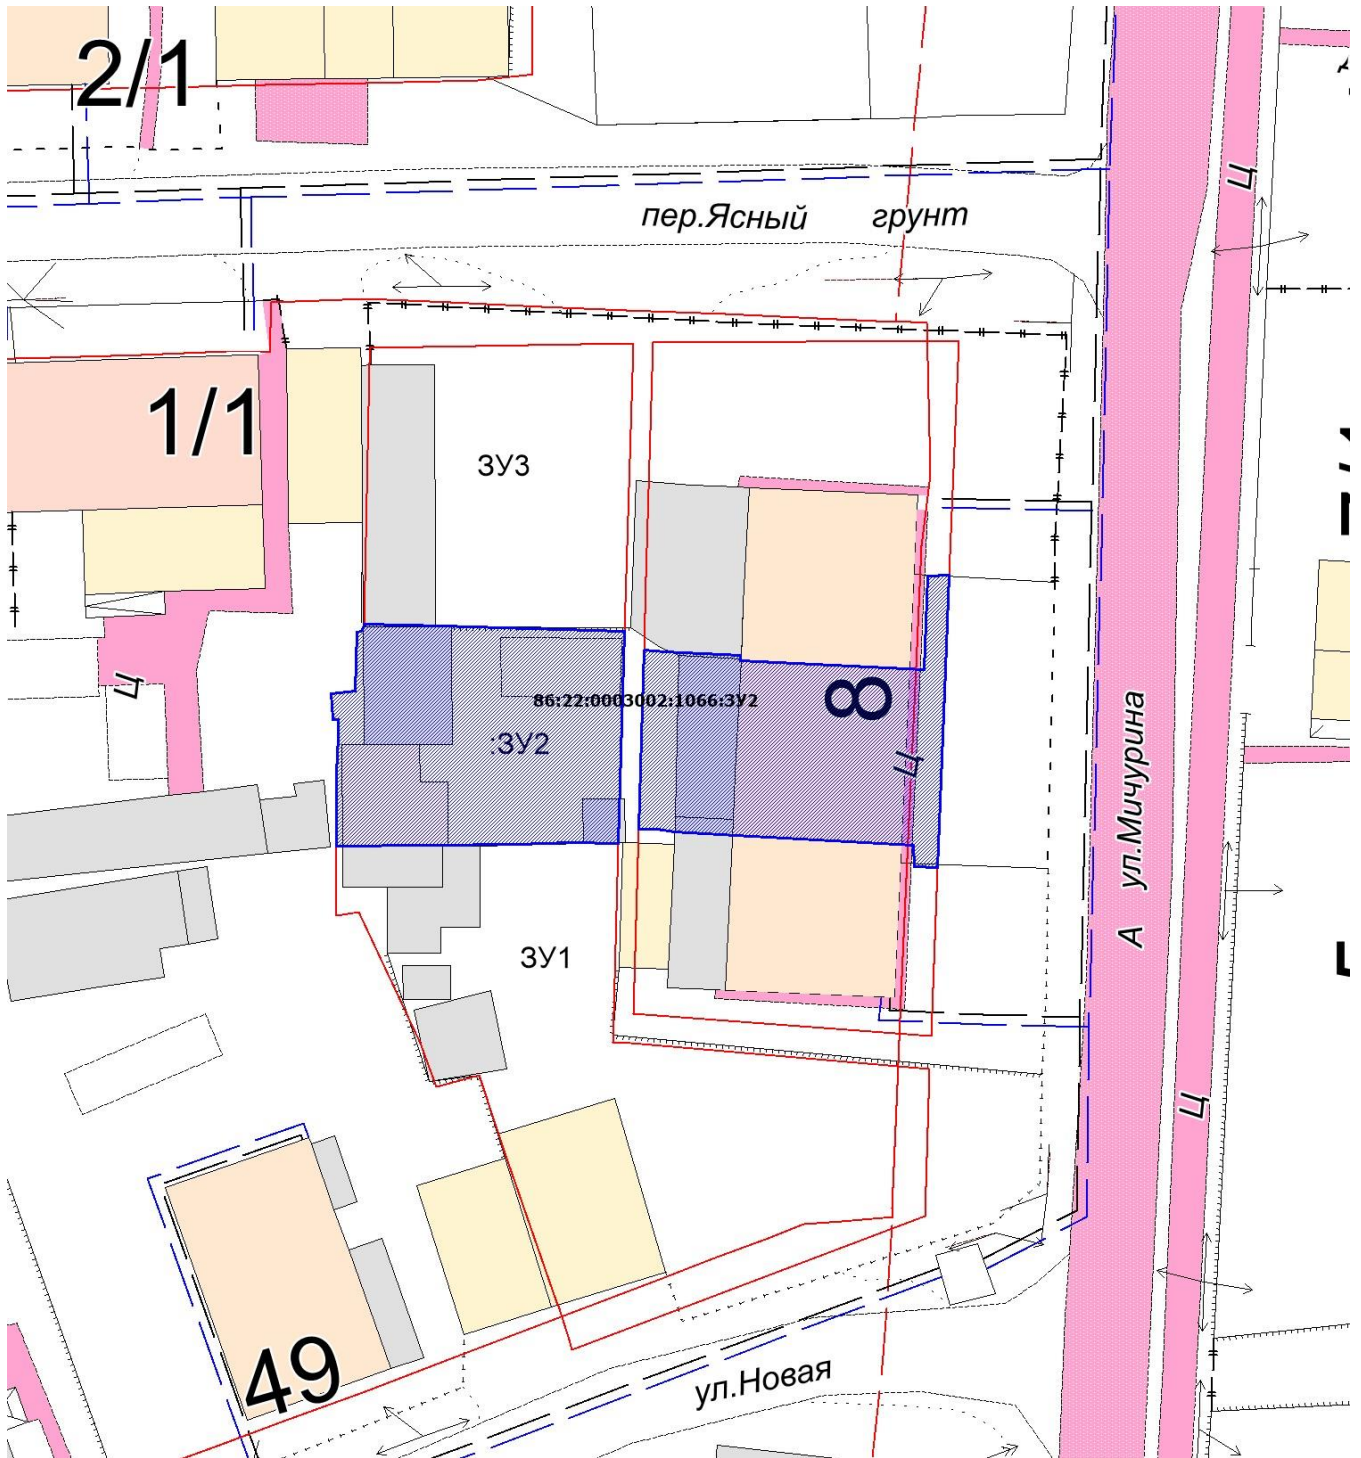 2/1
Ц
пер.Ясный грунт
1/1
ЗУ3
Ц
86:22:0003002:1066:ЗУ2
8
:ЗУ2
Ц
А ул.Мичурина
ЗУ1
Ц
49
ул.Новая